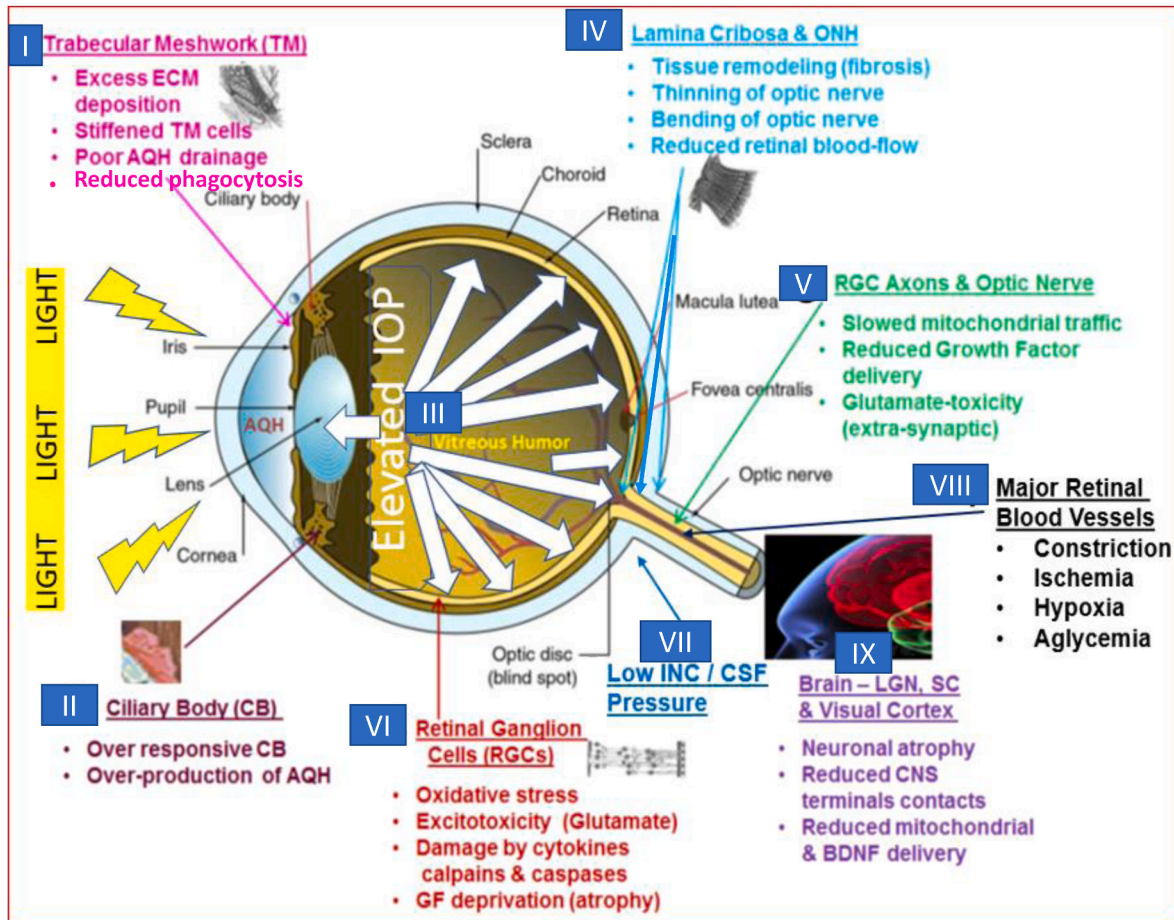 I
Trabecular Meshwork (TM)
• Excess ECM
deposition
• Stiffened TM cells
• Poor AQH drainage
• Reduced phagocytosis
IV
Lamina Cribosa & ONH
• Tissue remodeling (fibrosis)
• Thinning of optic nerve
• Bending of optic nerve
• Reduced retinal blood-flow
Sclera
Choroid
Retina
Ciliary body
Macula lutea
Fovea centralis
Optic nerve
Iris
Pupil
Lens
Cornea
AQH
LIGHT
LIGHT
LIGHT
Elevated IOP
III
Vitreous Humor
Optic disc
(blind spot)
V
RGC Axons & Optic Nerve
• Slowed mitochondrial traffic
• Reduced Growth Factor
delivery
• Glutamate-toxicity
(extra-synaptic)
VIII
Major Retinal
Blood Vessels
• Constriction
• Ischemia
• Hypoxia
• Aglycemia
II
Ciliary Body (CB)
• Over responsive CB
• Over-production of AQH
VI
Retinal Ganglion
Cells (RGCs)
• Oxidative stress
• Excitotoxicity (Glutamate)
• Damage by cytokines
calpains & caspases
• GF deprivation (atrophy)
VII
Low INC / CSF
Pressure
IX
Brain – LGN, SC
& Visual Cortex
• Neuronal atrophy
• Reduced CNS
terminals contacts
• Reduced mitochondrial
& BDNF delivery